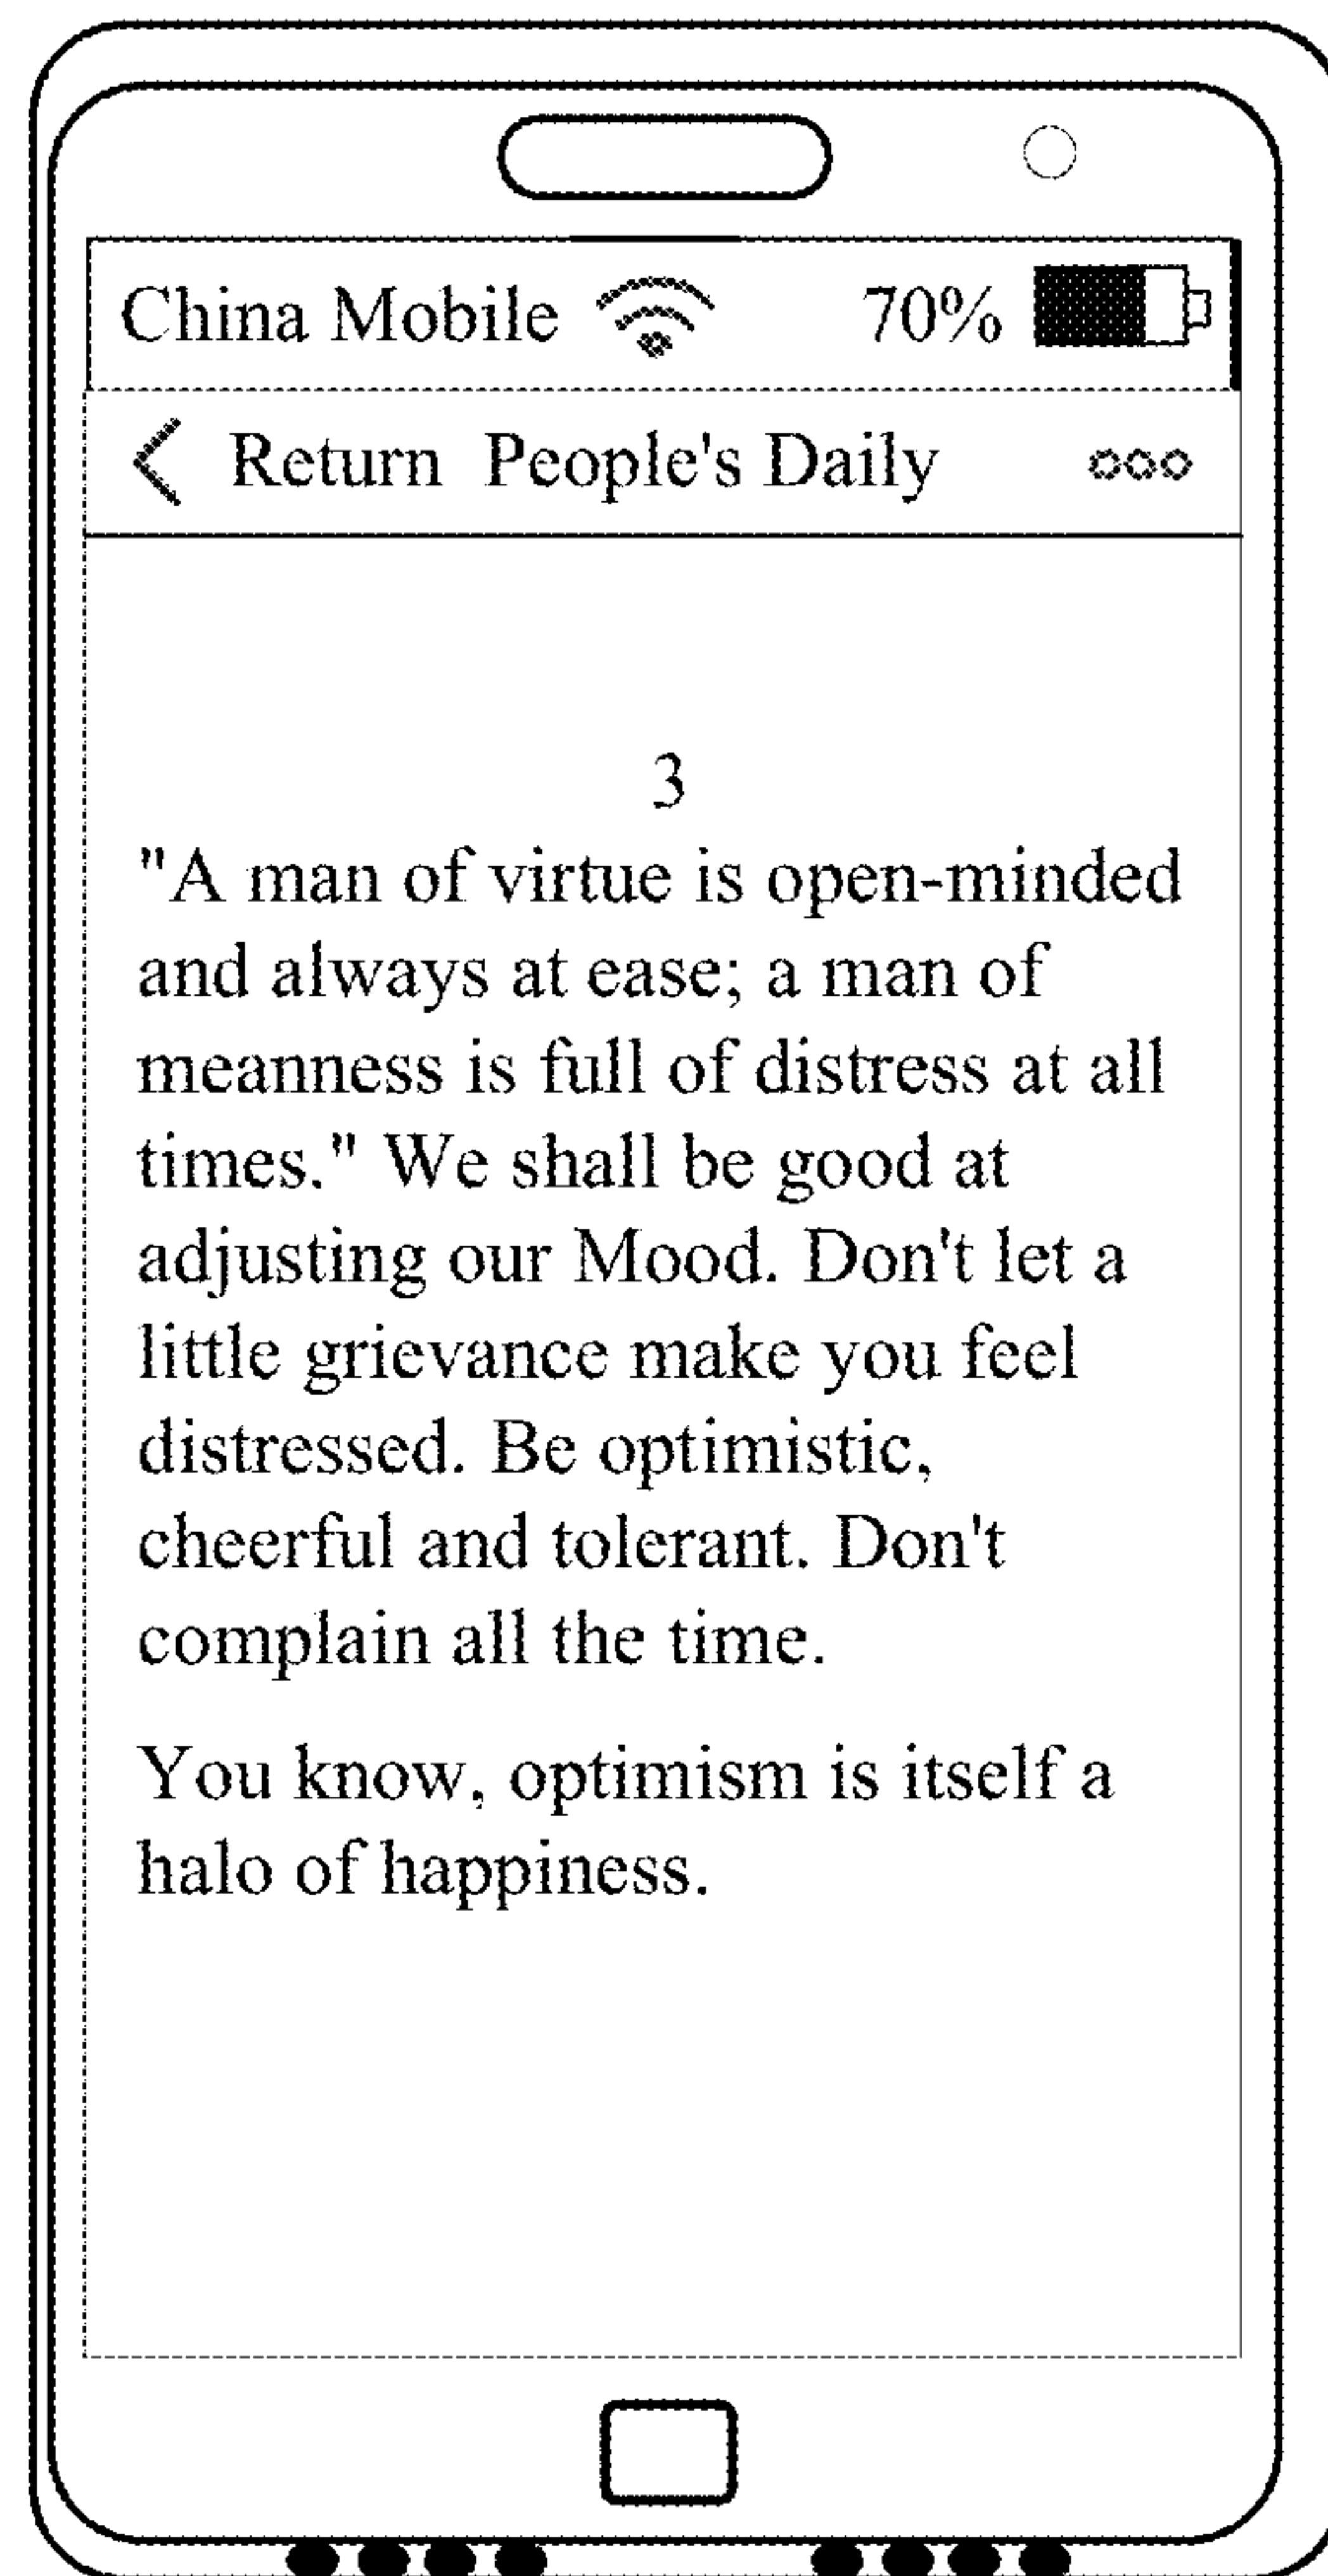 China Mobile 70%
Return People's Daily
3
"A man of virtue is open-minded
and always at ease; a man of
meanness is full of distress at all
times." We shall be good at
adjusting our Mood. Don't let a
little grievance make you feel
distressed. Be optimistic,
cheerful and tolerant. Don't
complain all the time.
You know, optimism is itself a
halo of happiness.